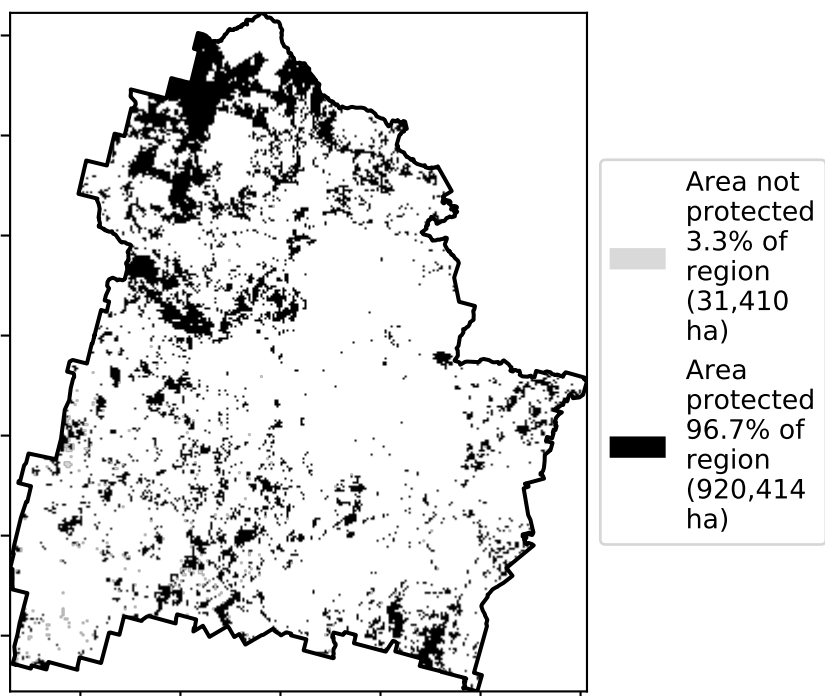 Area not
protected
3.3% of
region
(31,410
ha)
Area
protected
96.7% of
region
(920,414
ha)